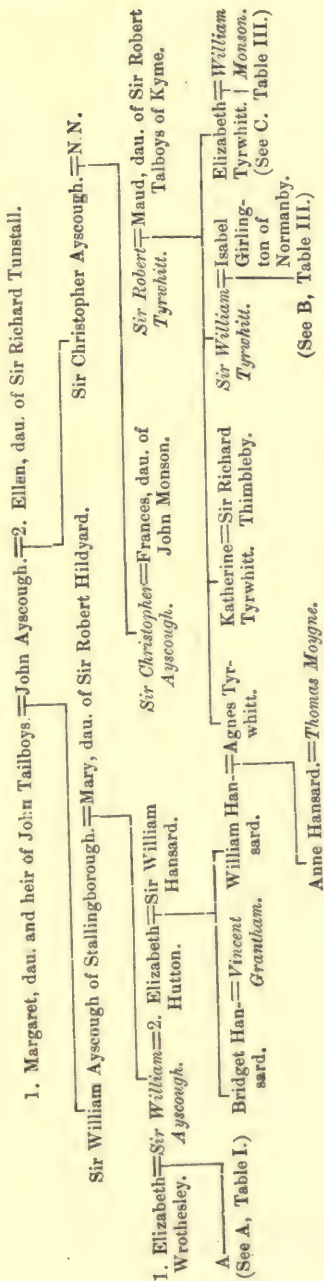 1. Margaret, dau. and heir of John Tailboys.=John Ayscough.=2. Ellen, dau. of Sir Richard Tunstall.
Sir William Ayscough of Stallingborough.=Mary, dau. of Sir Robert Hildyard.
Sir Christopher Ayscough.=N.N.
1. Elizabeth=Sir William=2. Elizabeth=Sir William
Wrothesley. Ayscough. Hutton. Hansard.
Sir Christopher=Frances, dau. of
Ayscough. John Monson.
Sir Robert=Maud, dau. of Sir Robert
Tyrwhitt. Talboys of Kyme.
A
(See A, Table I.)
Bridget Han-=Vincent
sard. Grantham.
William Han-=Agnes Tyr-
sard. whitt.
Katherine=Sir Richard
Tyrwhitt. Thimbleby.
Sir William=Isabel
Tyrwhitt. Girling-
ton of
Normanby.
(See B, Table III.)
Elizabeth=William
Tyrwhitt. Monson.
(See C. Table III.)
Anne Hansard.=Thomas Moygne.